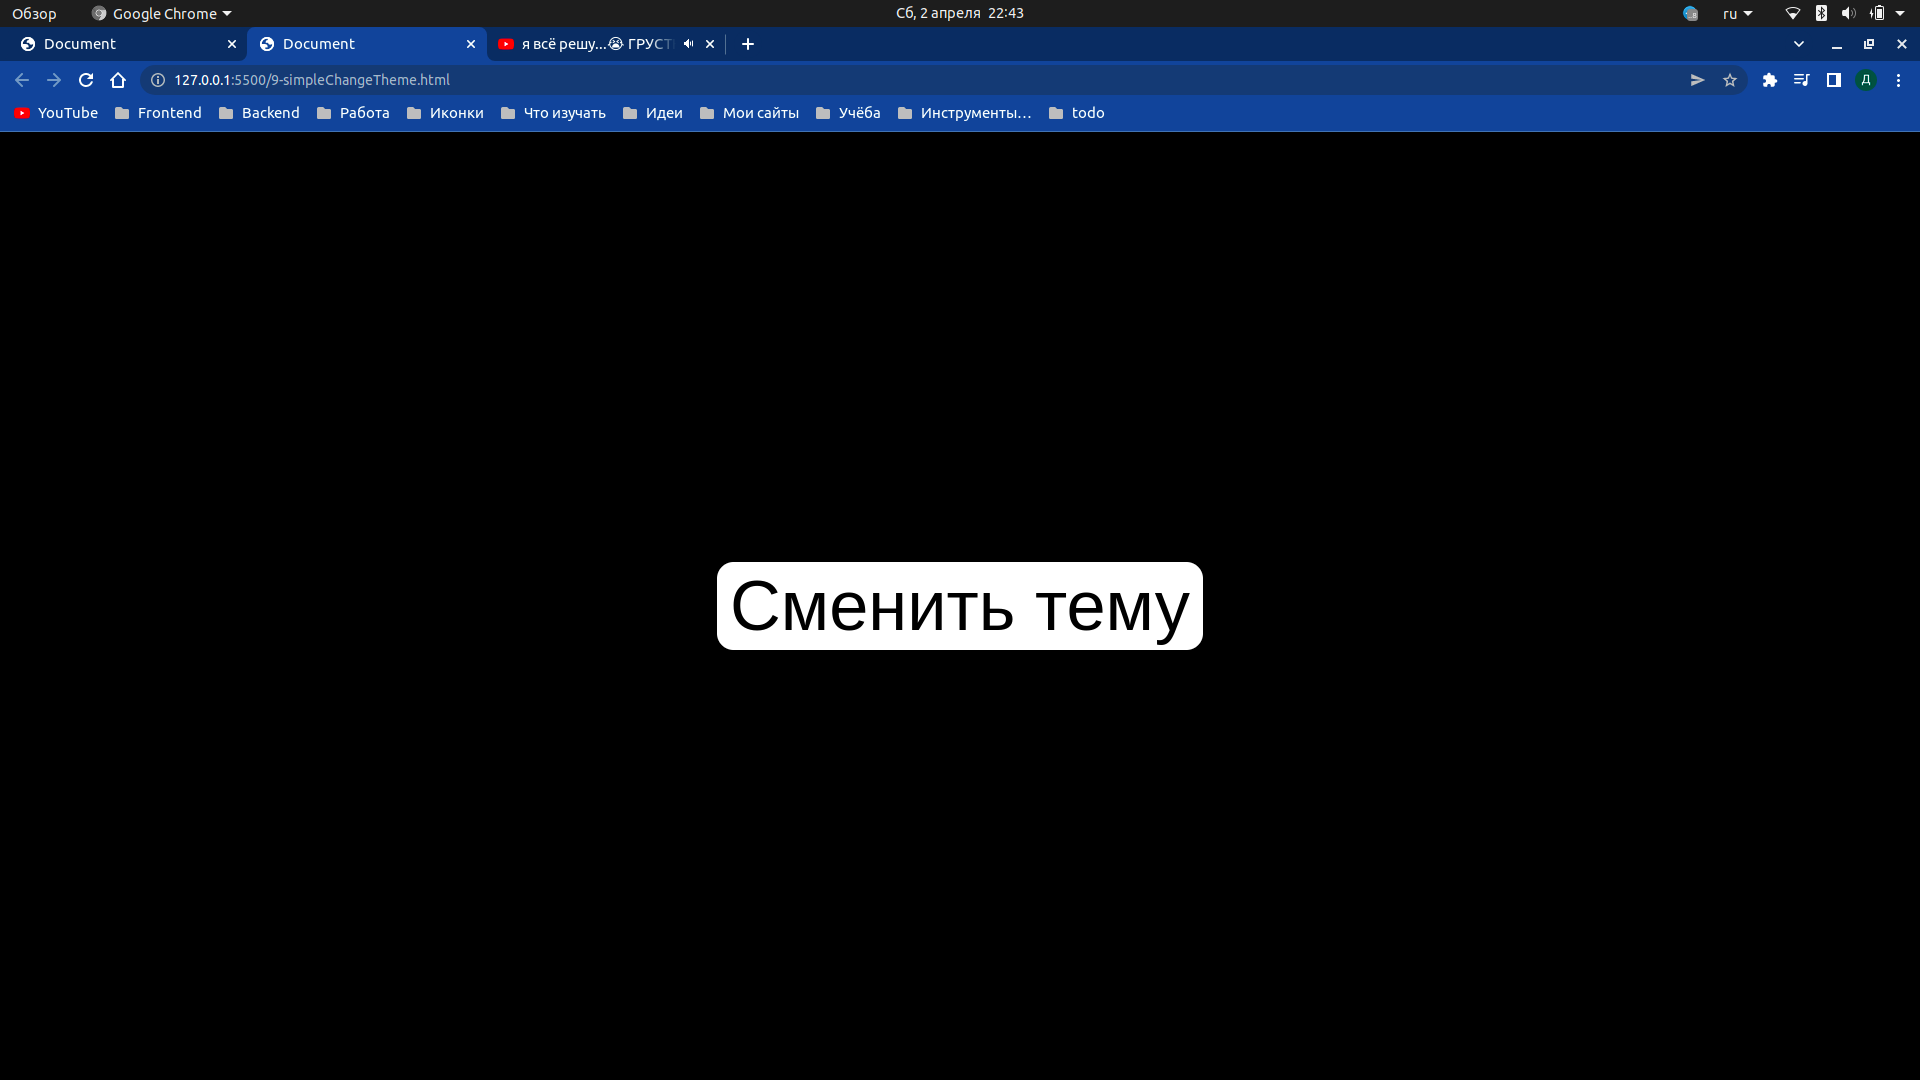 Обзор Google Chrome Сб, 2 апреля 22:43 ru
Document Document я всё решу...😭 ГРУСТ
127.0.0.1:5500/9-simpleChangeTheme.html Д
YouTube Frontend Backend Работа Иконки Что изучать Идеи Мои сайты Учёба Инструменты... todo
Сменить тему